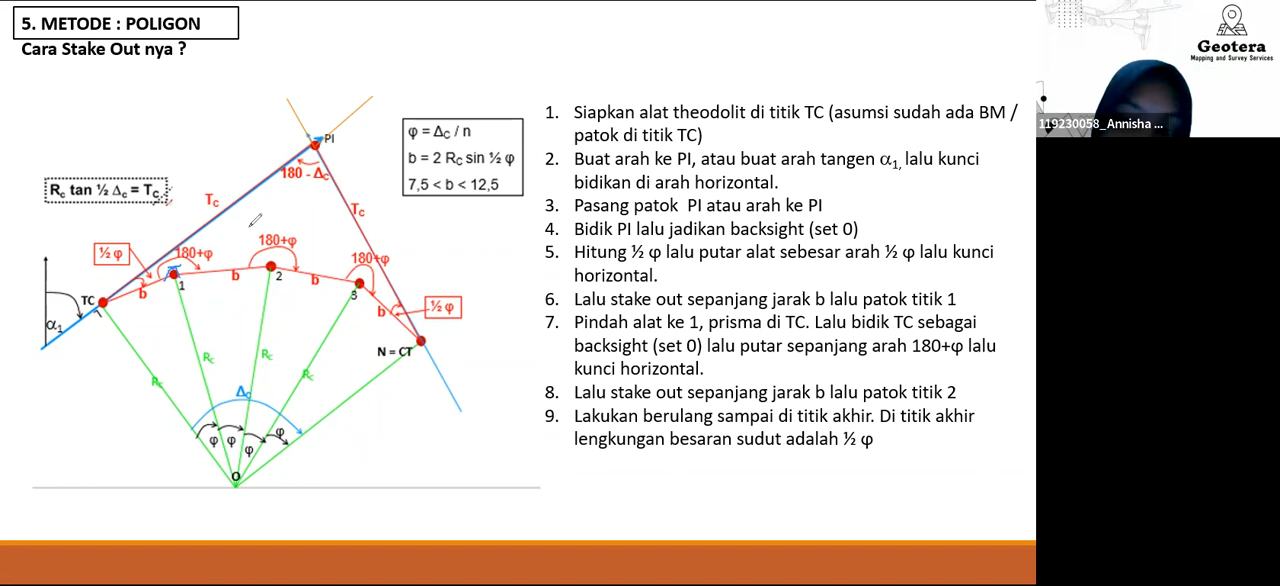 5. METODE : POLIGON
Cara Stake Out nya ?
PI
φ = Δc / n
b = 2 Rc sin ½ φ
7,5 < b < 12,5
180 - Δc
Rc tan ½ Δc = Tc
Tc
Tc
½ φ
180+φ
180+φ
180+φ
TC
b
1
b
2
b
3
b
½ φ
α1
N = CT
Rc
Rc
Rc
Rc
Δc
φ
φ
φ
φ
O
1. Siapkan alat theodolit di titik TC (asumsi sudah ada BM /
patok di titik TC)
2. Buat arah ke PI, atau buat arah tangen α1, lalu kunci
bidikan di arah horizontal.
3. Pasang patok PI atau arah ke PI
4. Bidik PI lalu jadikan backsight (set 0)
5. Hitung ½ φ lalu putar alat sebesar arah ½ φ lalu kunci
horizontal.
6. Lalu stake out sepanjang jarak b lalu patok titik 1
7. Pindah alat ke 1, prisma di TC. Lalu bidik TC sebagai
backsight (set 0) lalu putar sepanjang arah 180+φ lalu
kunci horizontal.
8. Lalu stake out sepanjang jarak b lalu patok titik 2
9. Lakukan berulang sampai di titik akhir. Di titik akhir
lengkungan besaran sudut adalah ½ φ
Geotera
Mapping and Survey Services
119230058_Annisha ...